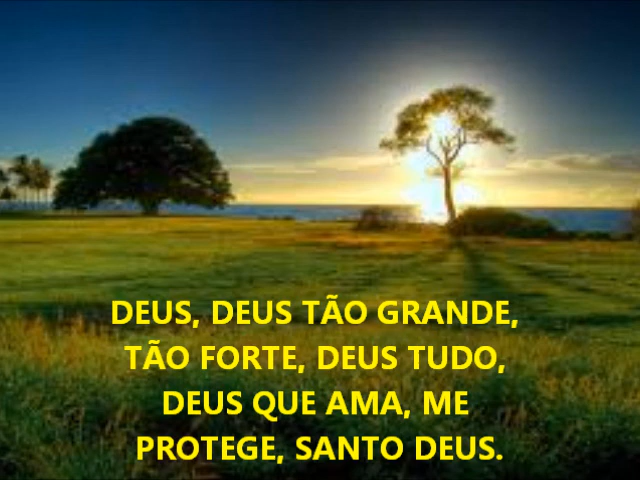 DEUS, DEUS TÃO GRANDE,
TÃO FORTE, DEUS TUDO,
DEUS QUE AMA, ME
PROTEGE, SANTO DEUS.